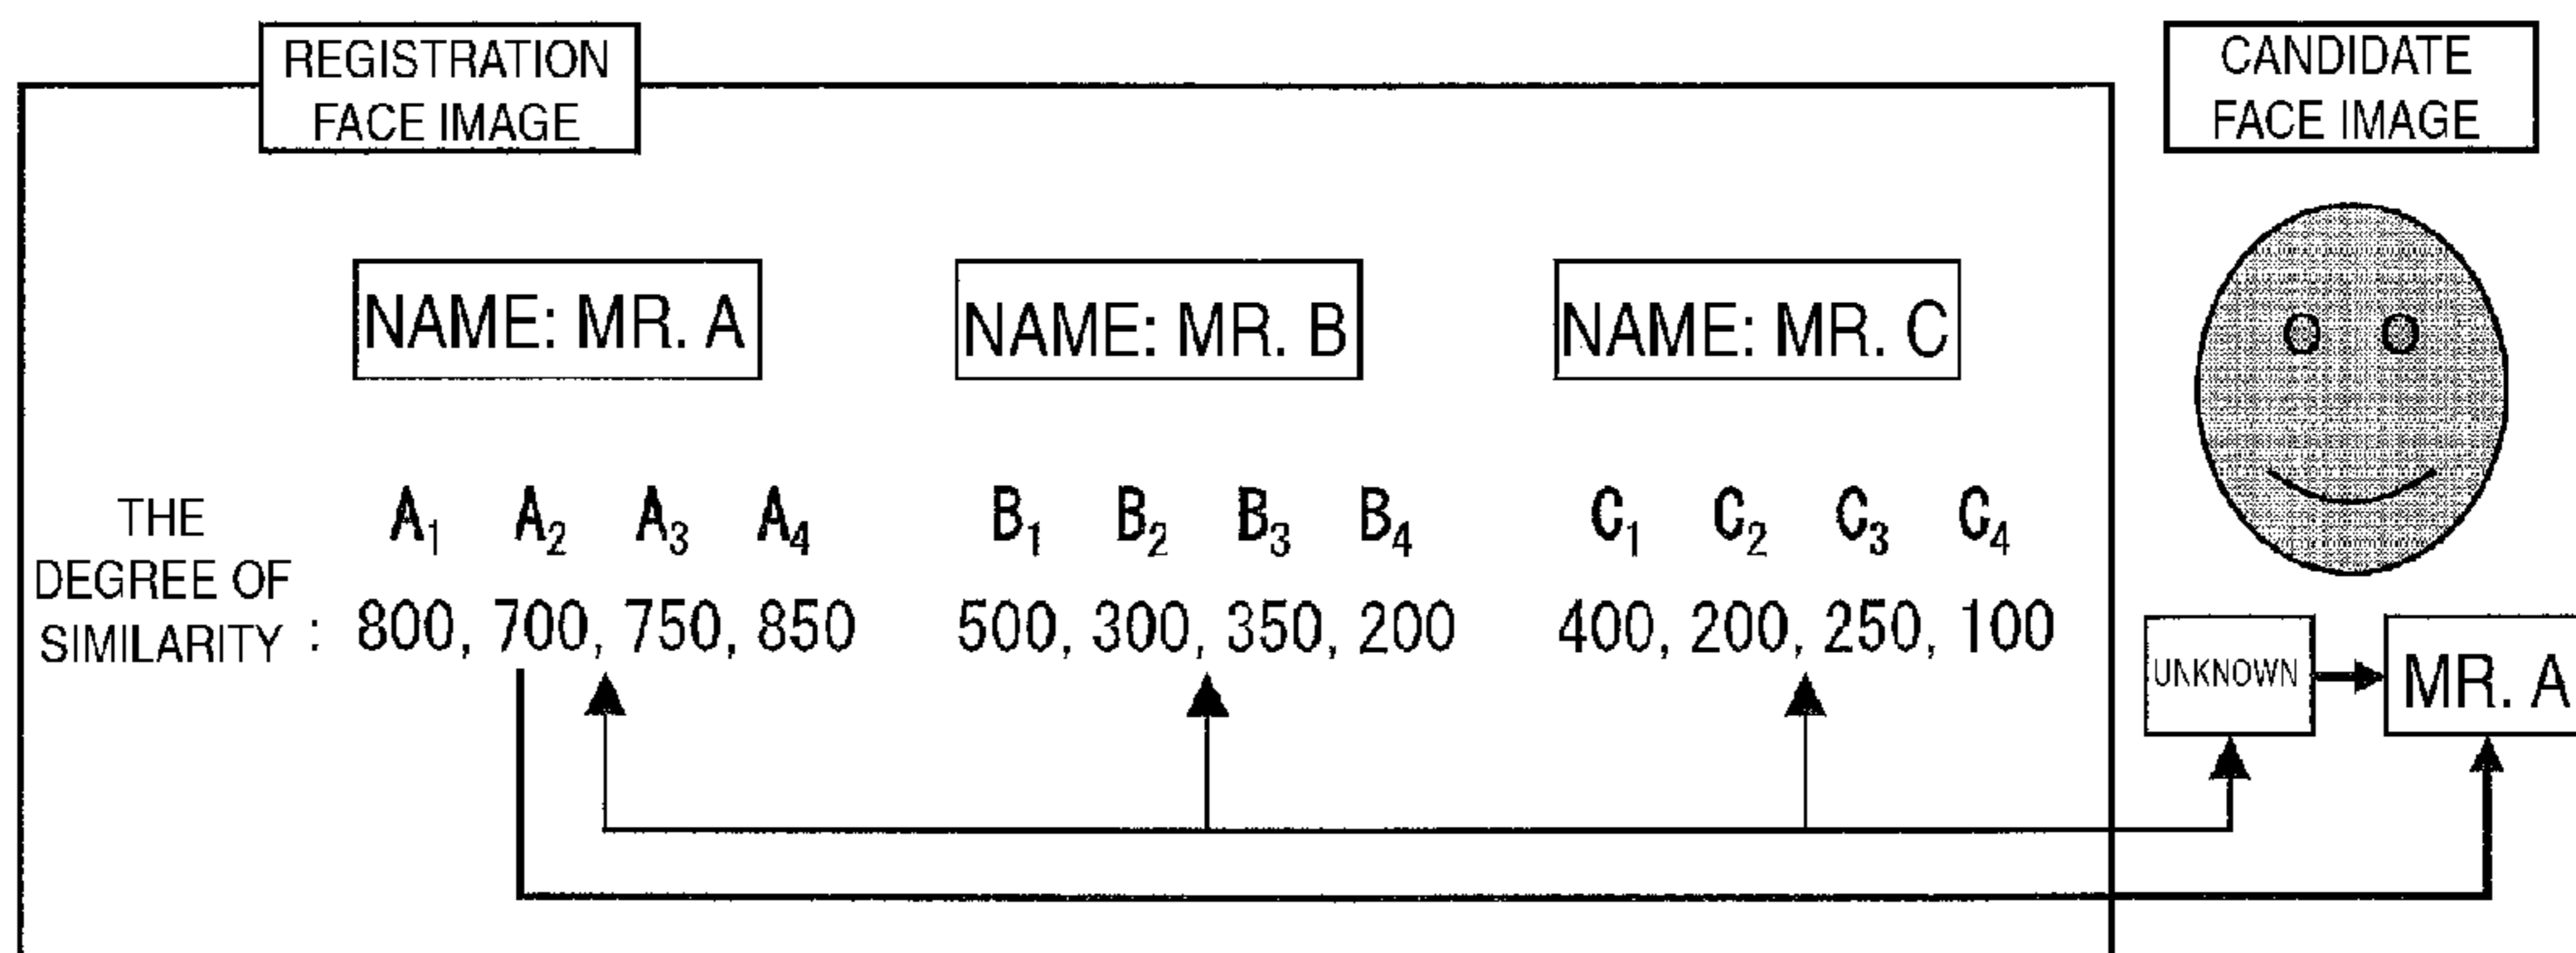 REGISTRATION
FACE IMAGE
CANDIDATE
FACE IMAGE
NAME: MR. A
NAME: MR. B
NAME: MR. C
THE
DEGREE OF
SIMILARITY :
A₁ A₂ A₃ A₄
800, 700, 750, 850
B₁ B₂ B₃ B₄
500, 300, 350, 200
C₁ C₂ C₃ C₄
400, 200, 250, 100
UNKNOWN
MR. A